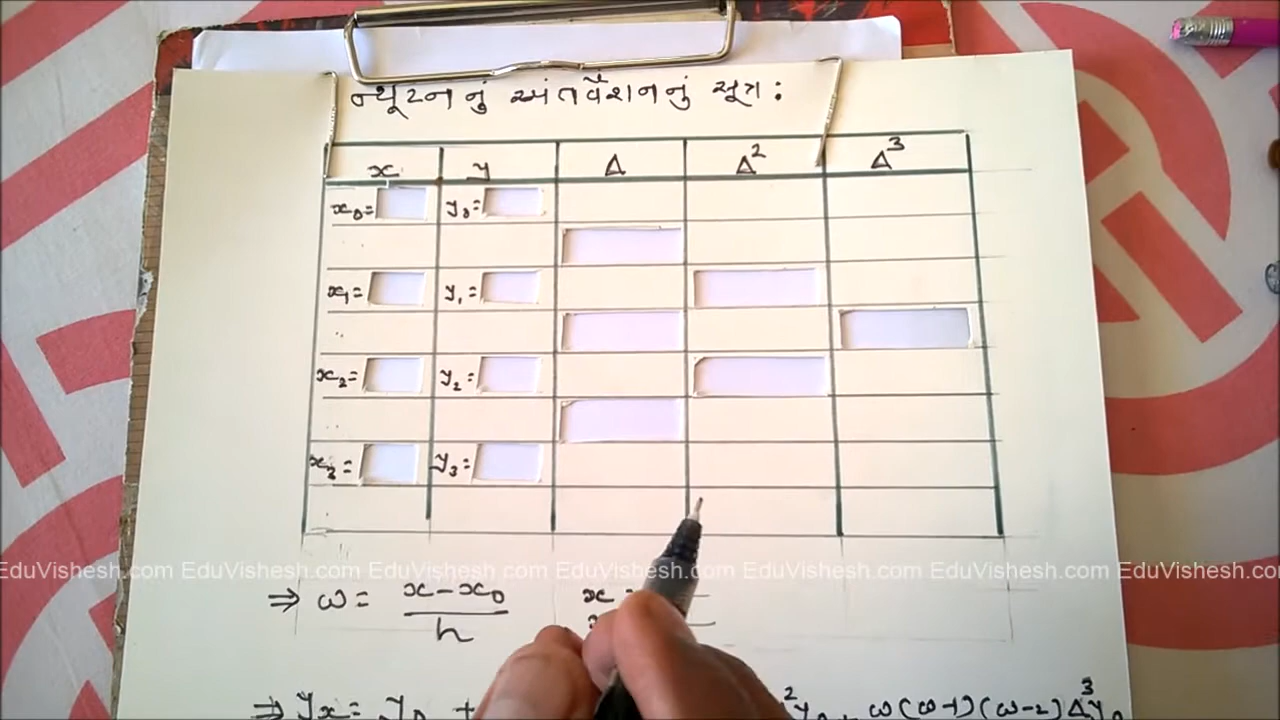 ન્યૂટનનું અંતર્વેશનનું સૂત્ર :
x y Δ Δ² Δ³
x₀= y₀=
x₁= y₁=
x₂= y₂=
x₃= y₃=
EduVishesh.com EduVishesh.com EduVishesh.com EduVishesh.com EduVishesh.com EduVishesh.com EduVishesh.com
⇒ ω = x-x₀ x
h
⇒ yx = y₀ + ²y₀ + ω(ω-1)(ω-2)Δ³y₀